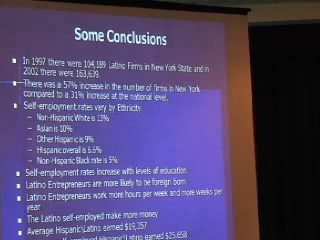 Some Conclusions
In 1997 there were 104,189 Latino Firms in New York State and in
2002 there were 163,639.
There was a 57% increase in the number of firms in New York
compared to a 31% increase at the national level.
Self-employment rates vary by Ethnicity
– Non-Hispanic White is 13%
– Asian is 10%
– Other Hispanic is 9%
– Hispanic overall is 6.6%
– Non-Hispanic Black rate is 5%
Self-employment rates increase with levels of education.
Latino Entrepreneurs are more likely to be foreign born
Latino Entrepreneurs work more hours per week and more weeks per
year
The Latino self-employed make more money
Average Hispanic\Latino earned $19,357
employed Hispanic\Latino earned $25,658